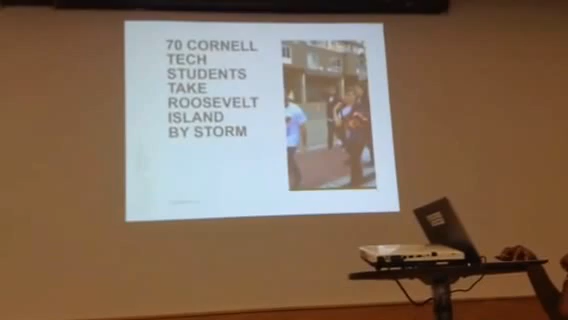 70 CORNELL
TECH
STUDENTS
TAKE
ROOSEVELT
ISLAND
BY STORM